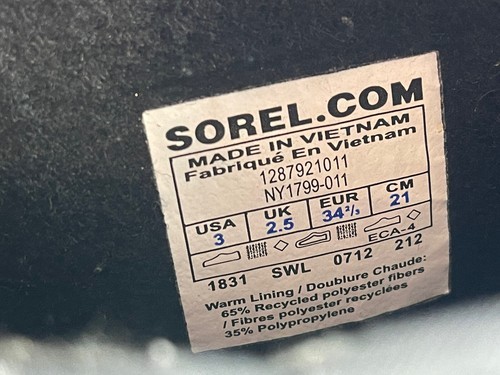 SOREL.COM
MADE IN VIETNAM
Fabriqué En Vietnam
1287921011
NY1799-011
USA UK EUR CM
3 2.5 34²/₃ 21
ECA-4
1831 SWL 0712 212
Warm Lining / Doublure Chaude:
65% Recycled polyester fibers
/ Fibres polyester recyclées
35% Polypropylene